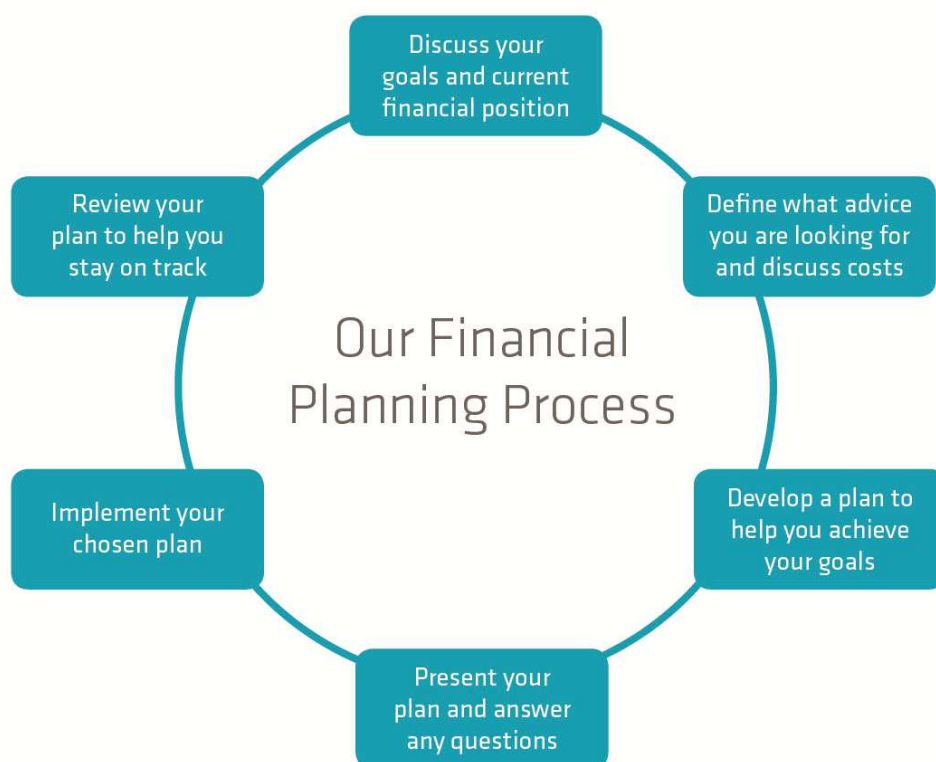 Discuss your
goals and current
financial position
Define what advice
you are looking for
and discuss costs
Develop a plan to
help you achieve
your goals
Present your
plan and answer
any questions
Implement your
chosen plan
Review your
plan to help you
stay on track
Our Financial
Planning Process